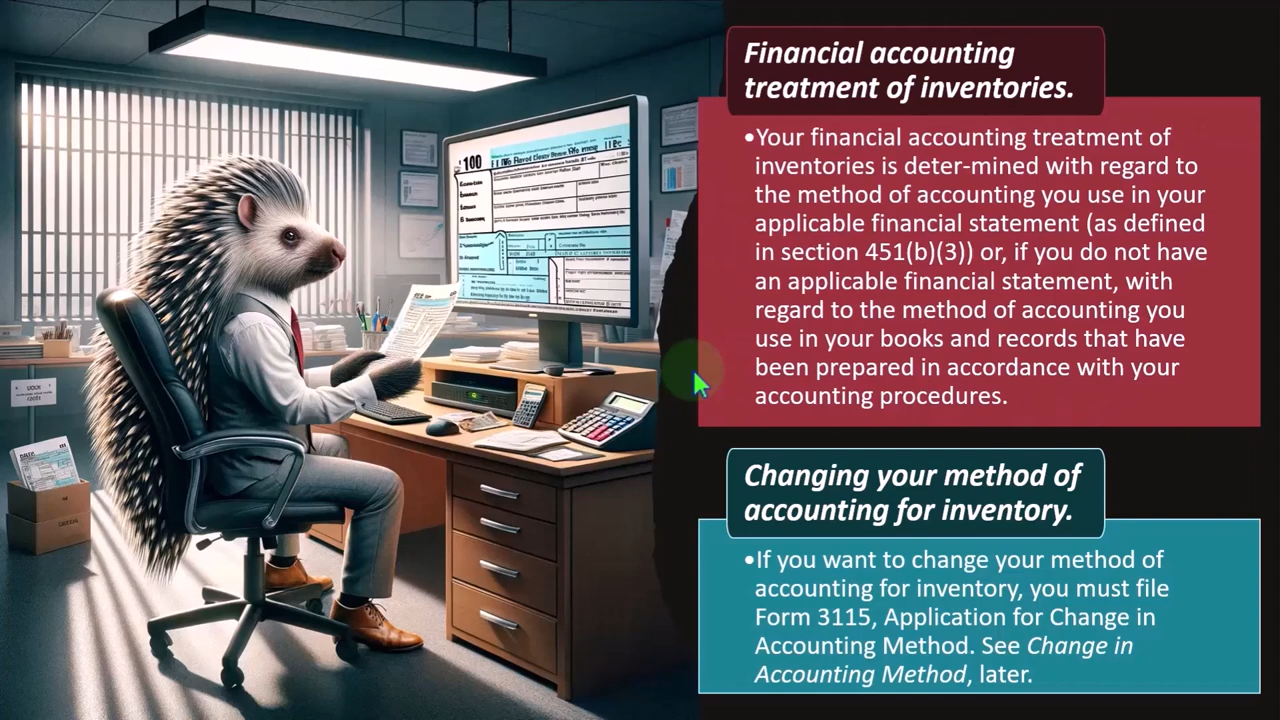 Financial accounting
treatment of inventories.
•Your financial accounting treatment of
inventories is deter-mined with regard to
the method of accounting you use in your
applicable financial statement (as defined
in section 451(b)(3)) or, if you do not have
an applicable financial statement, with
regard to the method of accounting you
use in your books and records that have
been prepared in accordance with your
accounting procedures.
Changing your method of
accounting for inventory.
•If you want to change your method of
accounting for inventory, you must file
Form 3115, Application for Change in
Accounting Method. See Change in
Accounting Method, later.